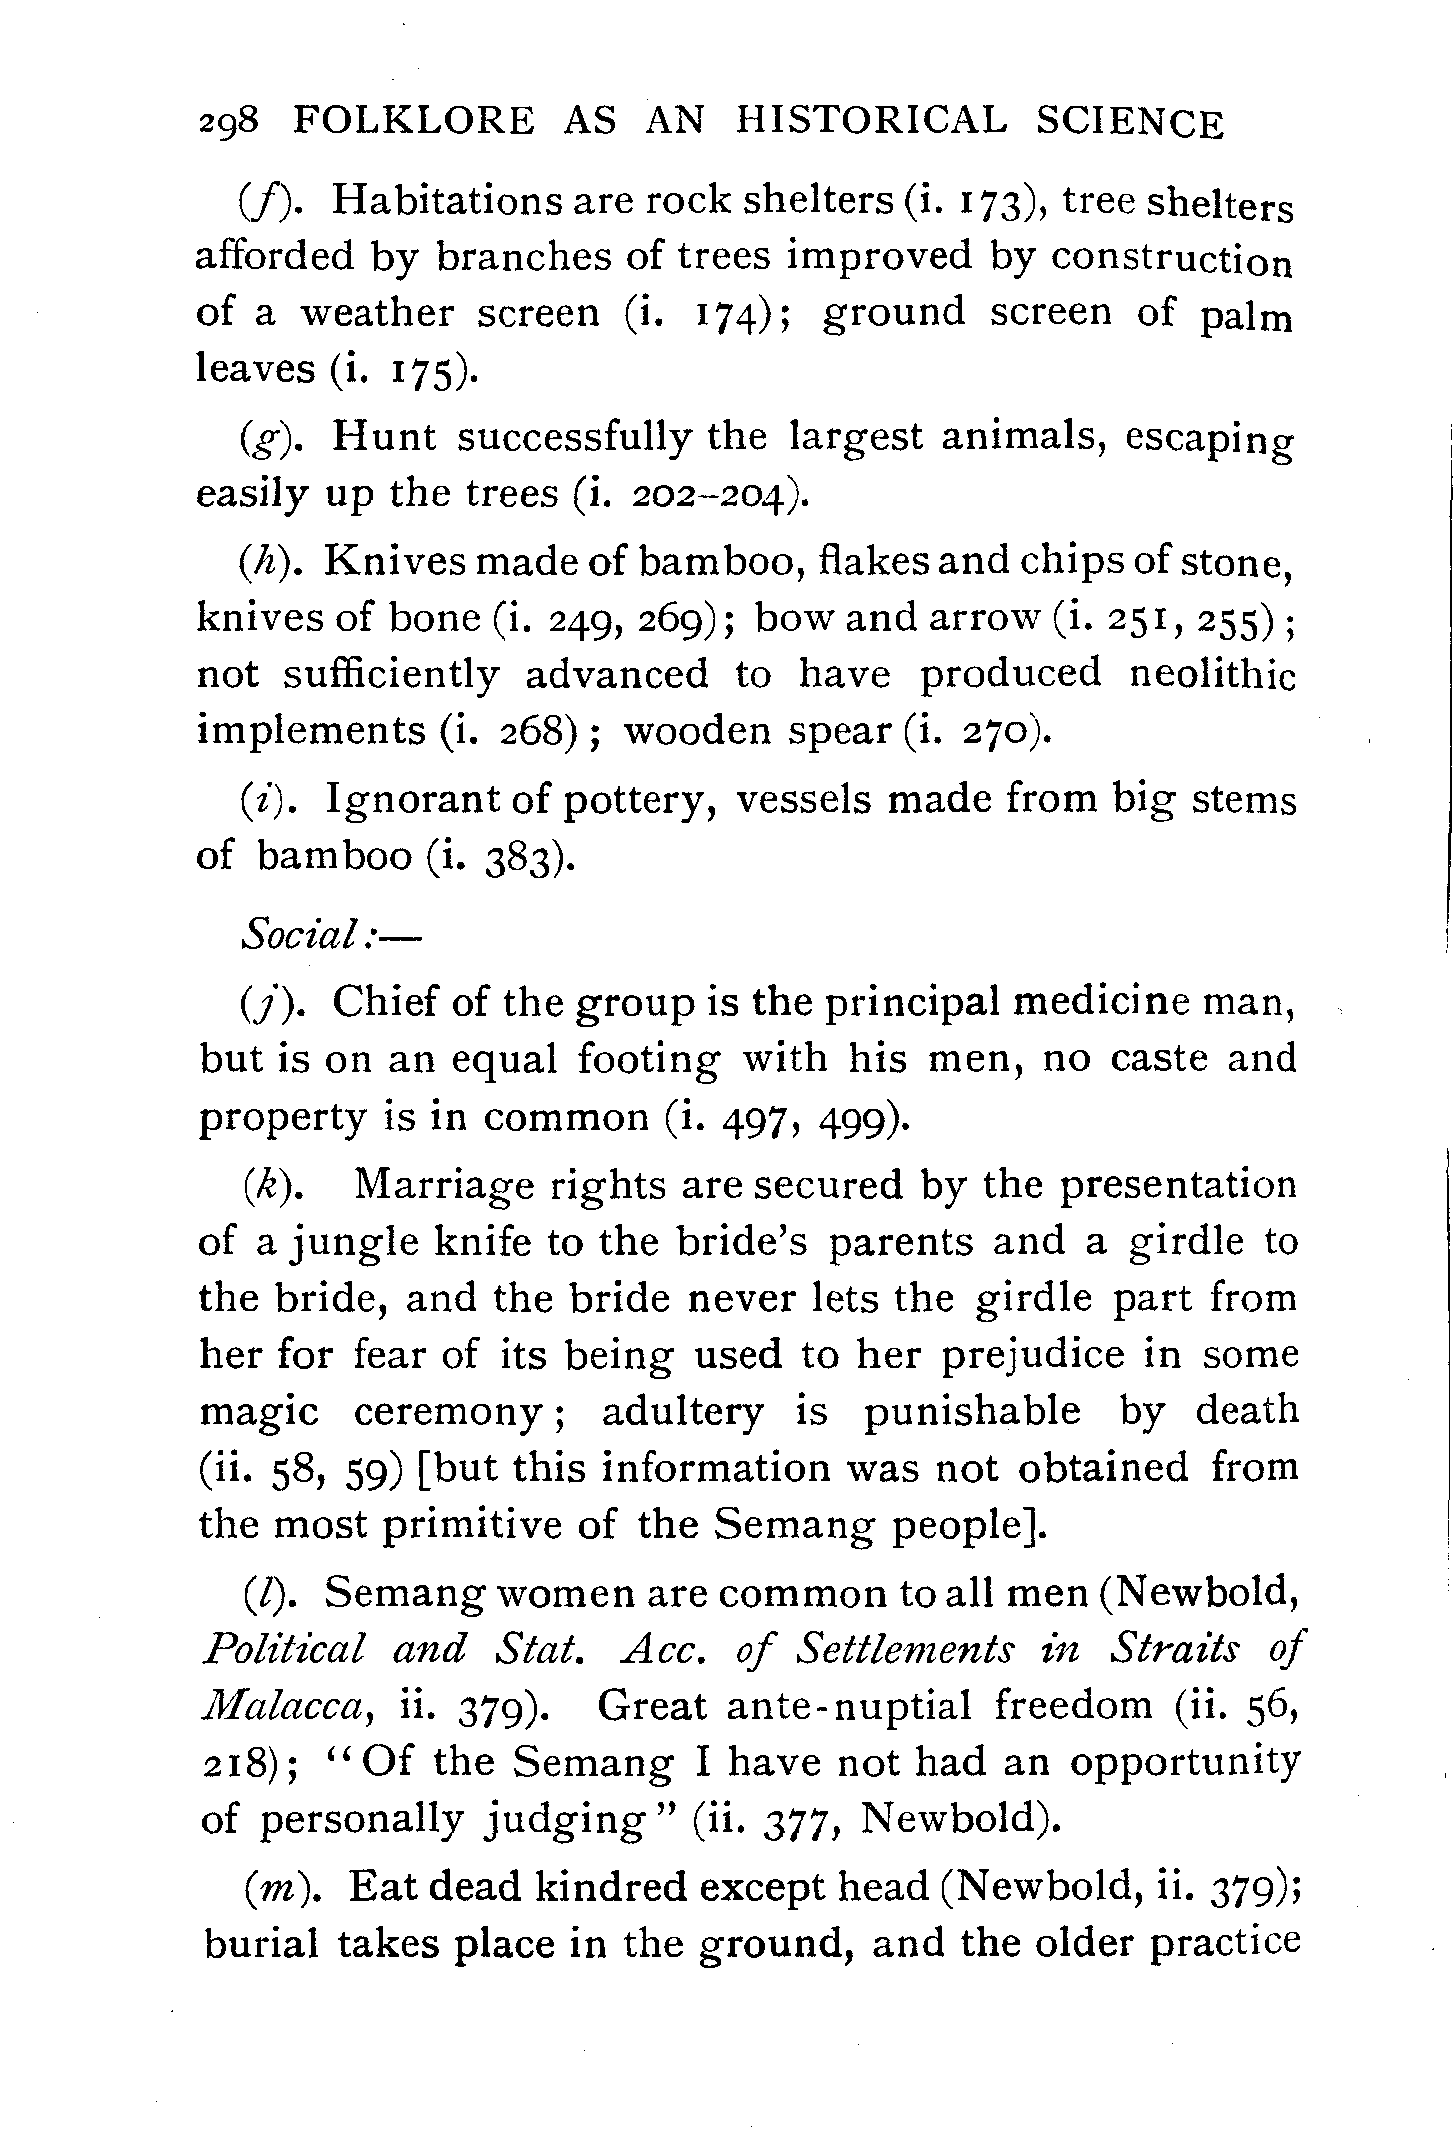 298 FOLKLORE AS AN HISTORICAL SCIENCE
(f). Habitations are rock shelters (i. 173), tree shelters
afforded by branches of trees improved by construction
of a weather screen (i. 174); ground screen of palm
leaves (i. 175).
(g). Hunt successfully the largest animals, escaping
easily up the trees (i. 202–204).
(h). Knives made of bamboo, flakes and chips of stone,
knives of bone (i. 249, 269); bow and arrow (i. 251, 255);
not sufficiently advanced to have produced neolithic
implements (i. 268); wooden spear (i. 270).
(i). Ignorant of pottery, vessels made from big stems
of bamboo (i. 383).
Social:—
(j). Chief of the group is the principal medicine man,
but is on an equal footing with his men, no caste and
property is in common (i. 497, 499).
(k). Marriage rights are secured by the presentation
of a jungle knife to the bride's parents and a girdle to
the bride, and the bride never lets the girdle part from
her for fear of its being used to her prejudice in some
magic ceremony; adultery is punishable by death
(ii. 58, 59) [but this information was not obtained from
the most primitive of the Semang people].
(l). Semang women are common to all men (Newbold,
Political and Stat. Acc. of Settlements in Straits of
Malacca, ii. 379). Great ante-nuptial freedom (ii. 56,
218); "Of the Semang I have not had an opportunity
of personally judging" (ii. 377, Newbold).
(m). Eat dead kindred except head (Newbold, ii. 379);
burial takes place in the ground, and the older practice